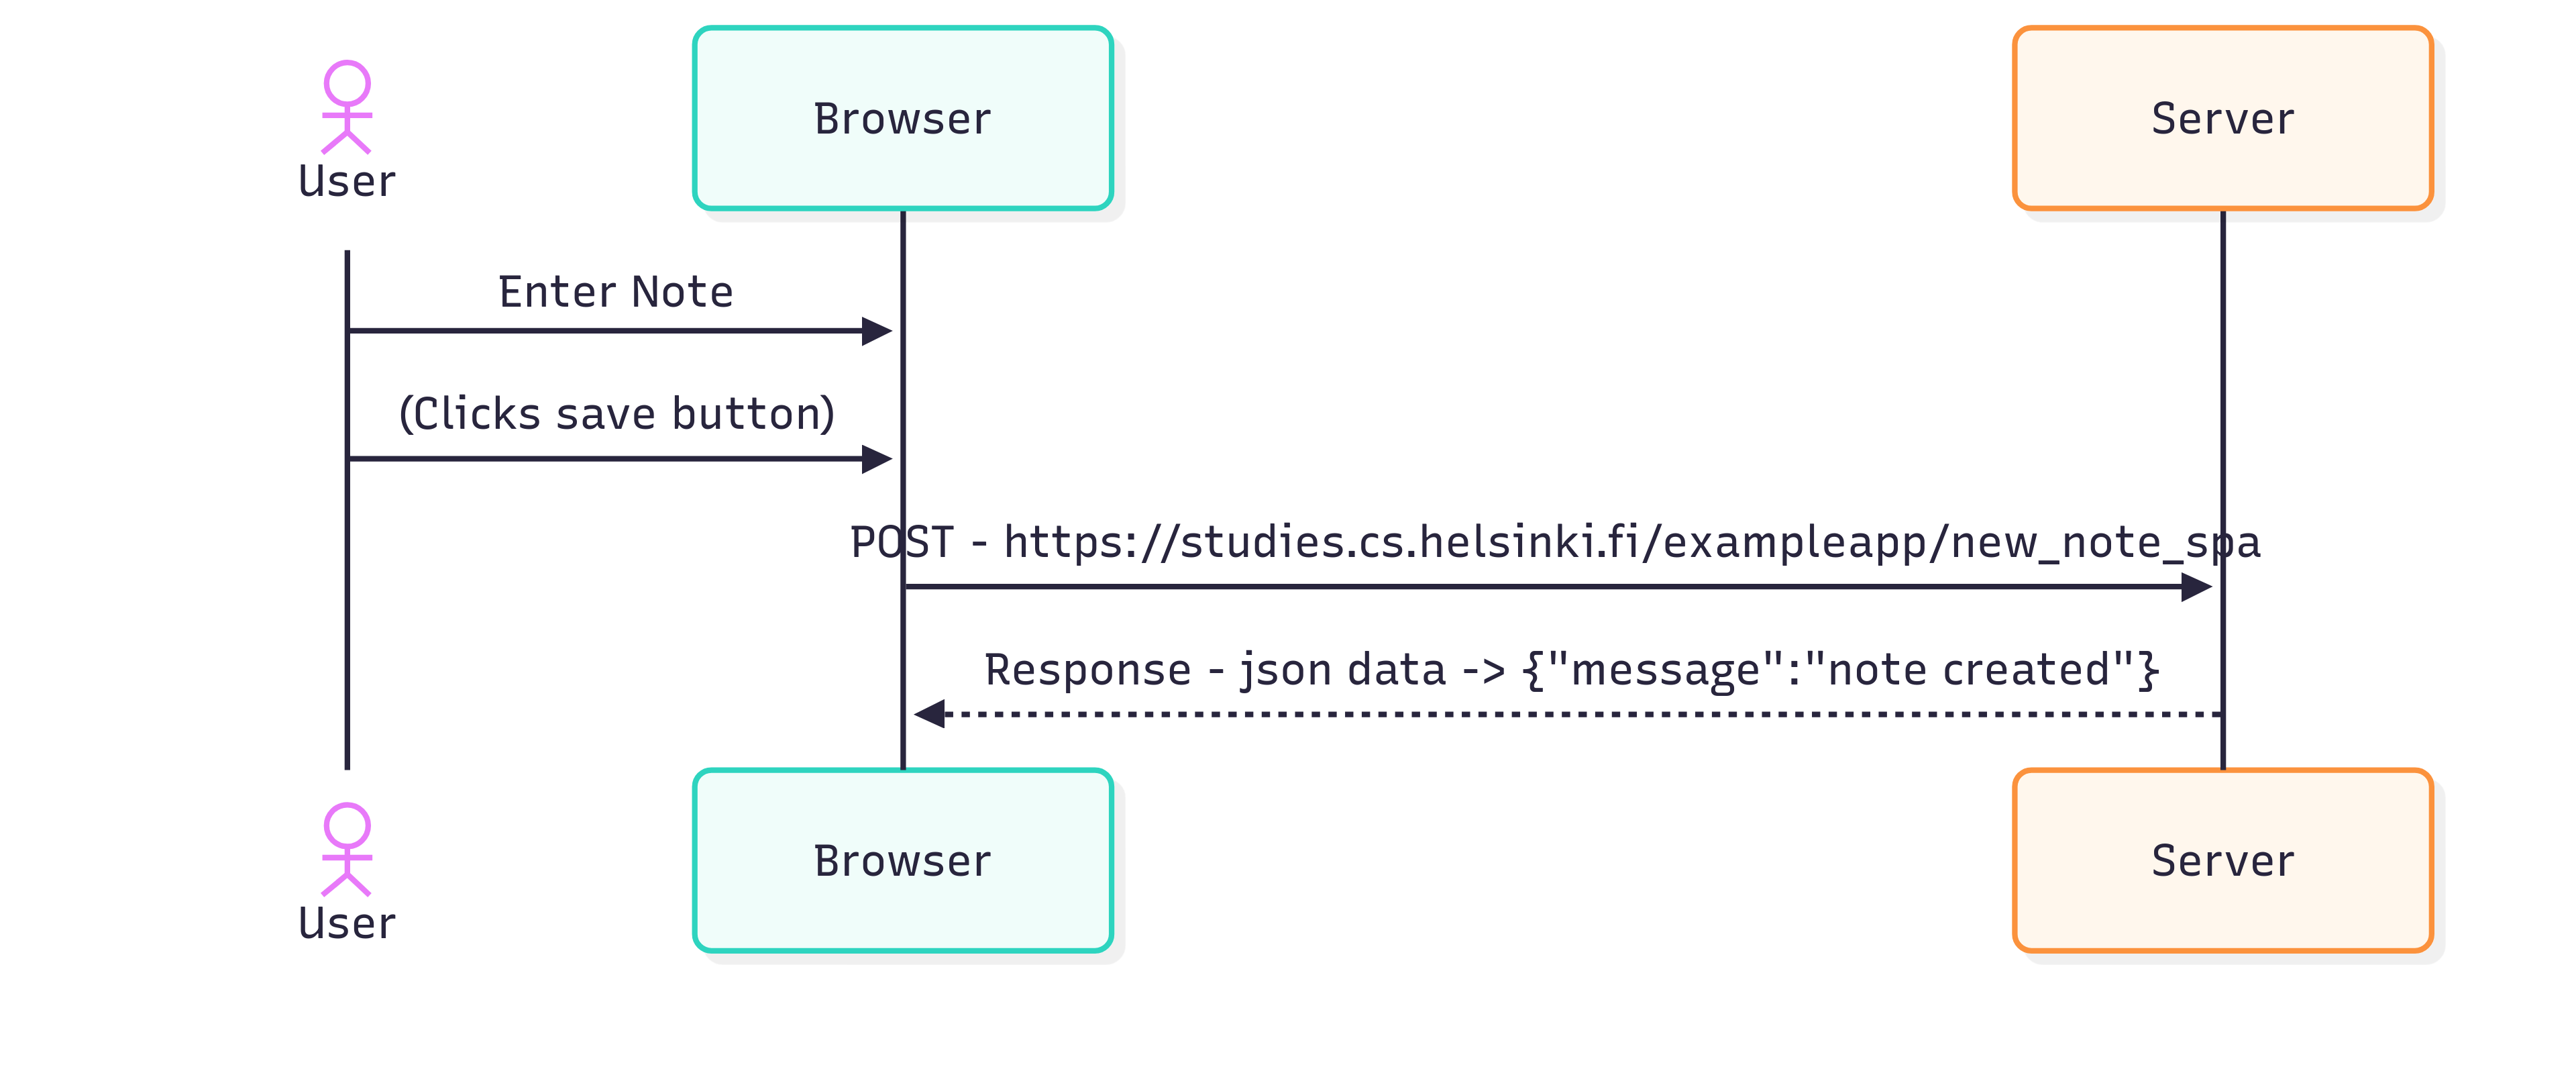 User
Browser
Server
Enter Note
(Clicks save button)
POST - https://studies.cs.helsinki.fi/exampleapp/new_note_spa
Response - json data -> {"message":"note created"}
User
Browser
Server